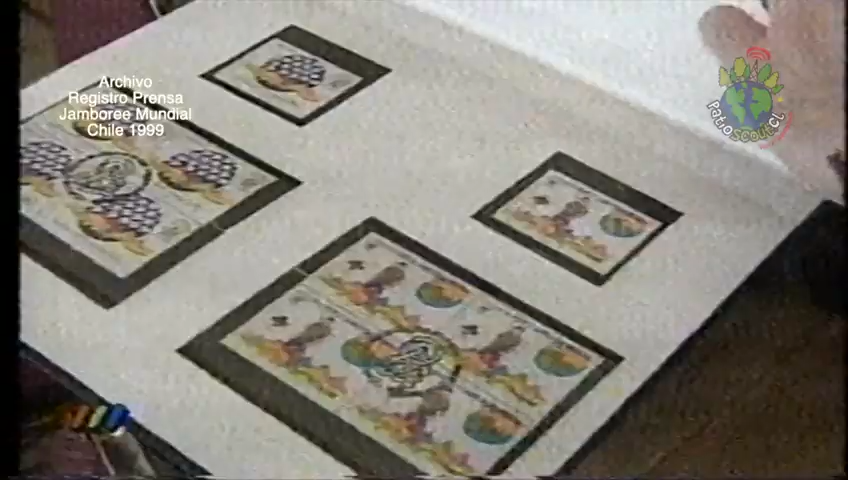 Archivo
Registro Prensa
Jamboree Mundial
Chile 1999
PatioScout.CL